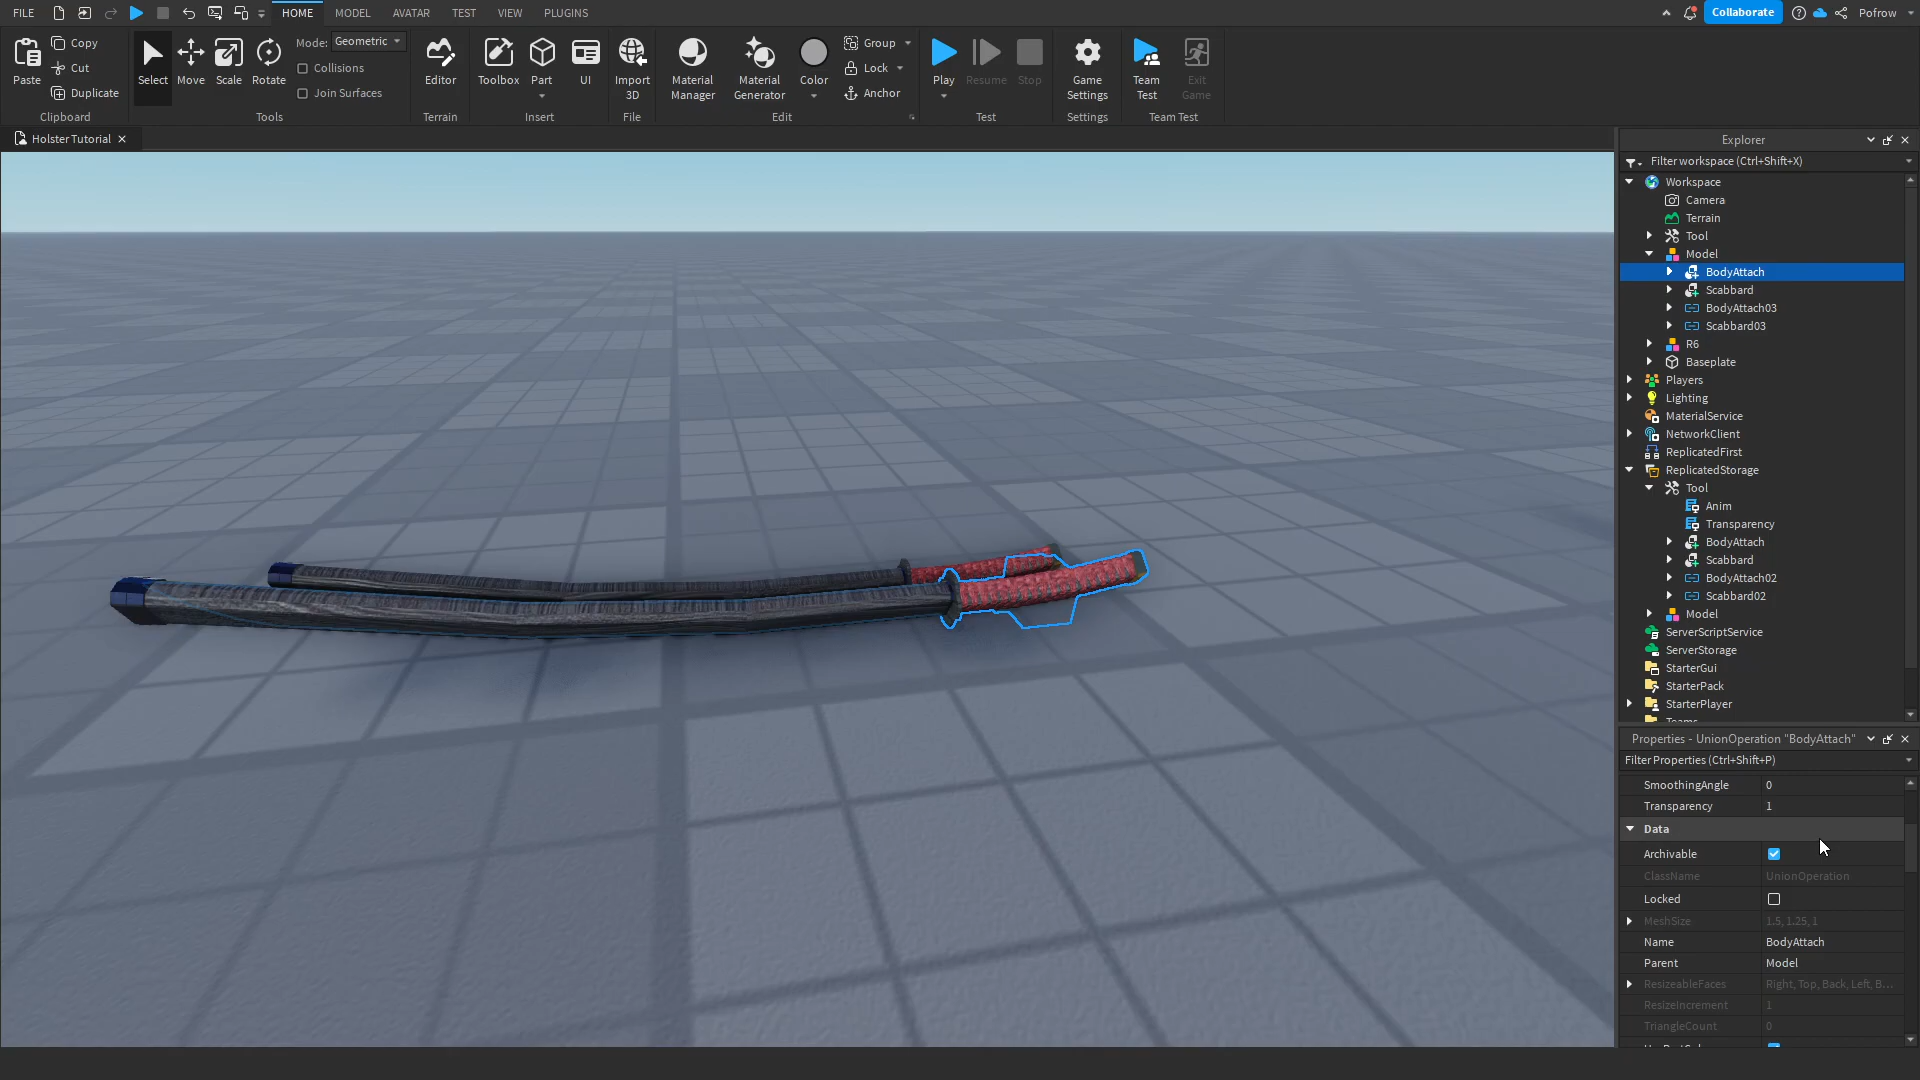 FILE HOME MODEL AVATAR TEST VIEW PLUGINS Collaborate Pofrow
Paste Copy Cut Duplicate Clipboard
Select Move Scale Rotate Mode: Geometric Collisions Join Surfaces Tools
Editor Terrain
Toolbox Part UI Insert
Import 3D File
Material Manager Material Generator Color Group Lock Anchor Edit
Play Resume Stop Test
Game Settings Settings
Team Test Exit Game Team Test
Holster Tutorial
Explorer
Filter workspace (Ctrl+Shift+X)
Workspace
Camera
Terrain
Tool
Model
BodyAttach
Scabbard
BodyAttach03
Scabbard03
R6
Baseplate
Players
Lighting
MaterialService
NetworkClient
ReplicatedFirst
ReplicatedStorage
Tool
Anim
Transparency
BodyAttach
Scabbard
BodyAttach02
Scabbard02
Model
ServerScriptService
ServerStorage
StarterGui
StarterPack
StarterPlayer
Teams
Properties - UnionOperation "BodyAttach"
Filter Properties (Ctrl+Shift+P)
SmoothingAngle 0
Transparency 1
Data
Archivable
ClassName UnionOperation
Locked
MeshSize 1.5, 1.25, 1
Name BodyAttach
Parent Model
ResizeableFaces Right, Top, Back, Left, B...
ResizeIncrement 1
TriangleCount 0